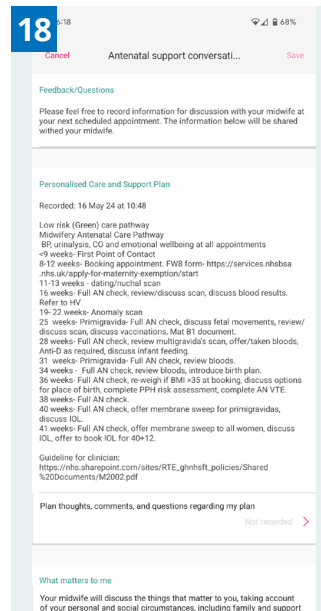 18
6:18
68%
Cancel
Antenatal support conversati...
Save
Feedback/Questions
Please feel free to record information for discussion with your midwife at
your next scheduled appointment. The information below will be shared
withed your midwife.
Personalised Care and Support Plan
Recorded: 16 May 24 at 10:48
Low risk (Green) care pathway
Midwifery Antenatal Care Pathway
BP, urinalysis, CO and emotional wellbeing at all appointments
<9 weeks- First Point of Contact
8-12 weeks- Booking appointment. FW8 form- https://services.nhsbsa
.nhs.uk/apply-for-maternity-exemption/start
11-13 weeks - dating/nuchal scan
16 weeks- Full AN check, review/discuss scan, discuss blood results.
Refer to HV
19- 22 weeks- Anomaly scan
25  weeks- Primigravida- Full AN check, discuss fetal movements, review/
discuss scan, discuss vaccinations, Mat B1 document.
28 weeks- Full AN check, review multigravida's scan, offer/taken bloods,
Anti-D as required, discuss infant feeding.
31  weeks- Primigravida- Full AN check, review bloods.
34 weeks -  Full AN check, review bloods, introduce birth plan.
36 weeks- Full AN check, re-weigh if BMI >35 at booking, discuss options
for place of birth, complete PPH risk assessment, complete AN VTE.
38 weeks- Full AN check.
40 weeks- Full AN check, offer membrane sweep for primigravidas,
discuss IOL.
41 weeks- Full AN check, offer membrane sweep to all women, discuss
IOL, offer to book IOL for 40+12.
Guideline for clinician:
https://nhs.sharepoint.com/sites/RTE_ghnhsft_policies/Shared
%20Documents/M2002.pdf
Plan thoughts, comments, and questions regarding my plan
Not recorded
What matters to me
Your midwife will discuss the things that matter to you, taking account
of your personal and social circumstances, including family and support